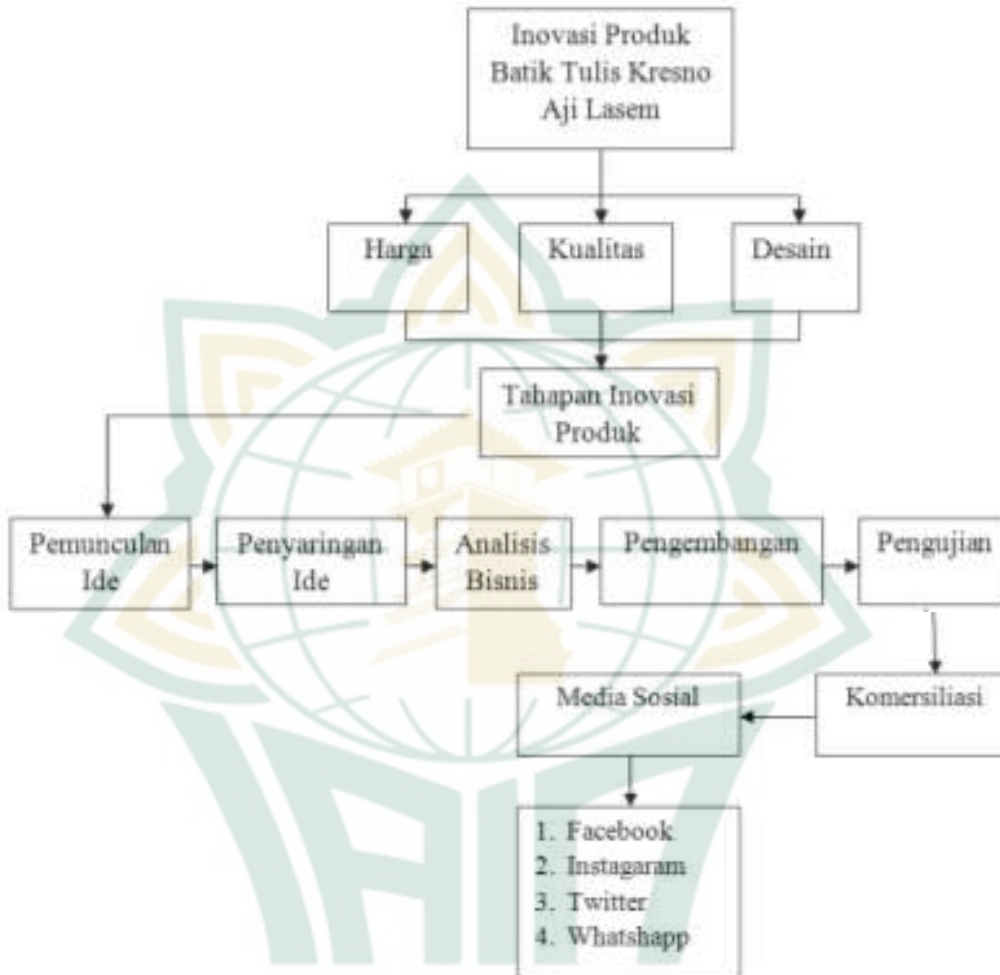 Inovasi Produk
Batik Tulis Kresno
Aji Lasem
Harga
Kualitas
Desain
Tahapan Inovasi
Produk
Pemunculan
Ide
Penyaringan
Ide
Analisis
Bisnis
Pengembangan
Pengujian
Media Sosial
Komersiliasi
1. Facebook
2. Instagaram
3. Twitter
4. Whatshapp
IAIN